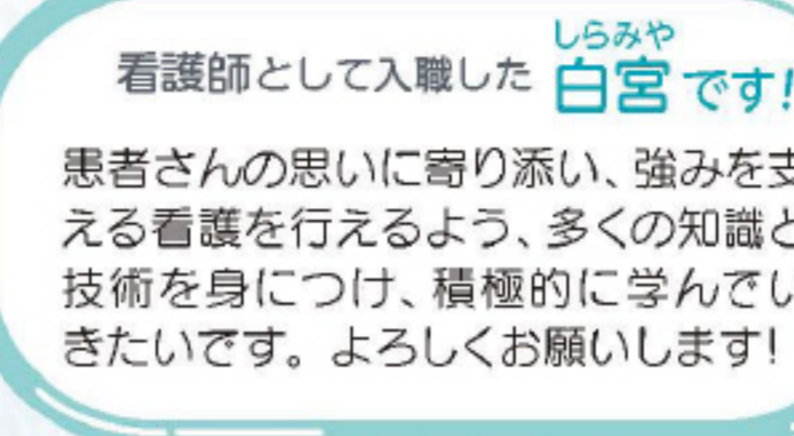 しらみや
看護師として入職した 白宮です!
患者さんの思いに寄り添い、強みを支
える看護を行えるよう、多くの知識と
技術を身につけ、積極的に学んでい
きたいです。よろしくお願いします!